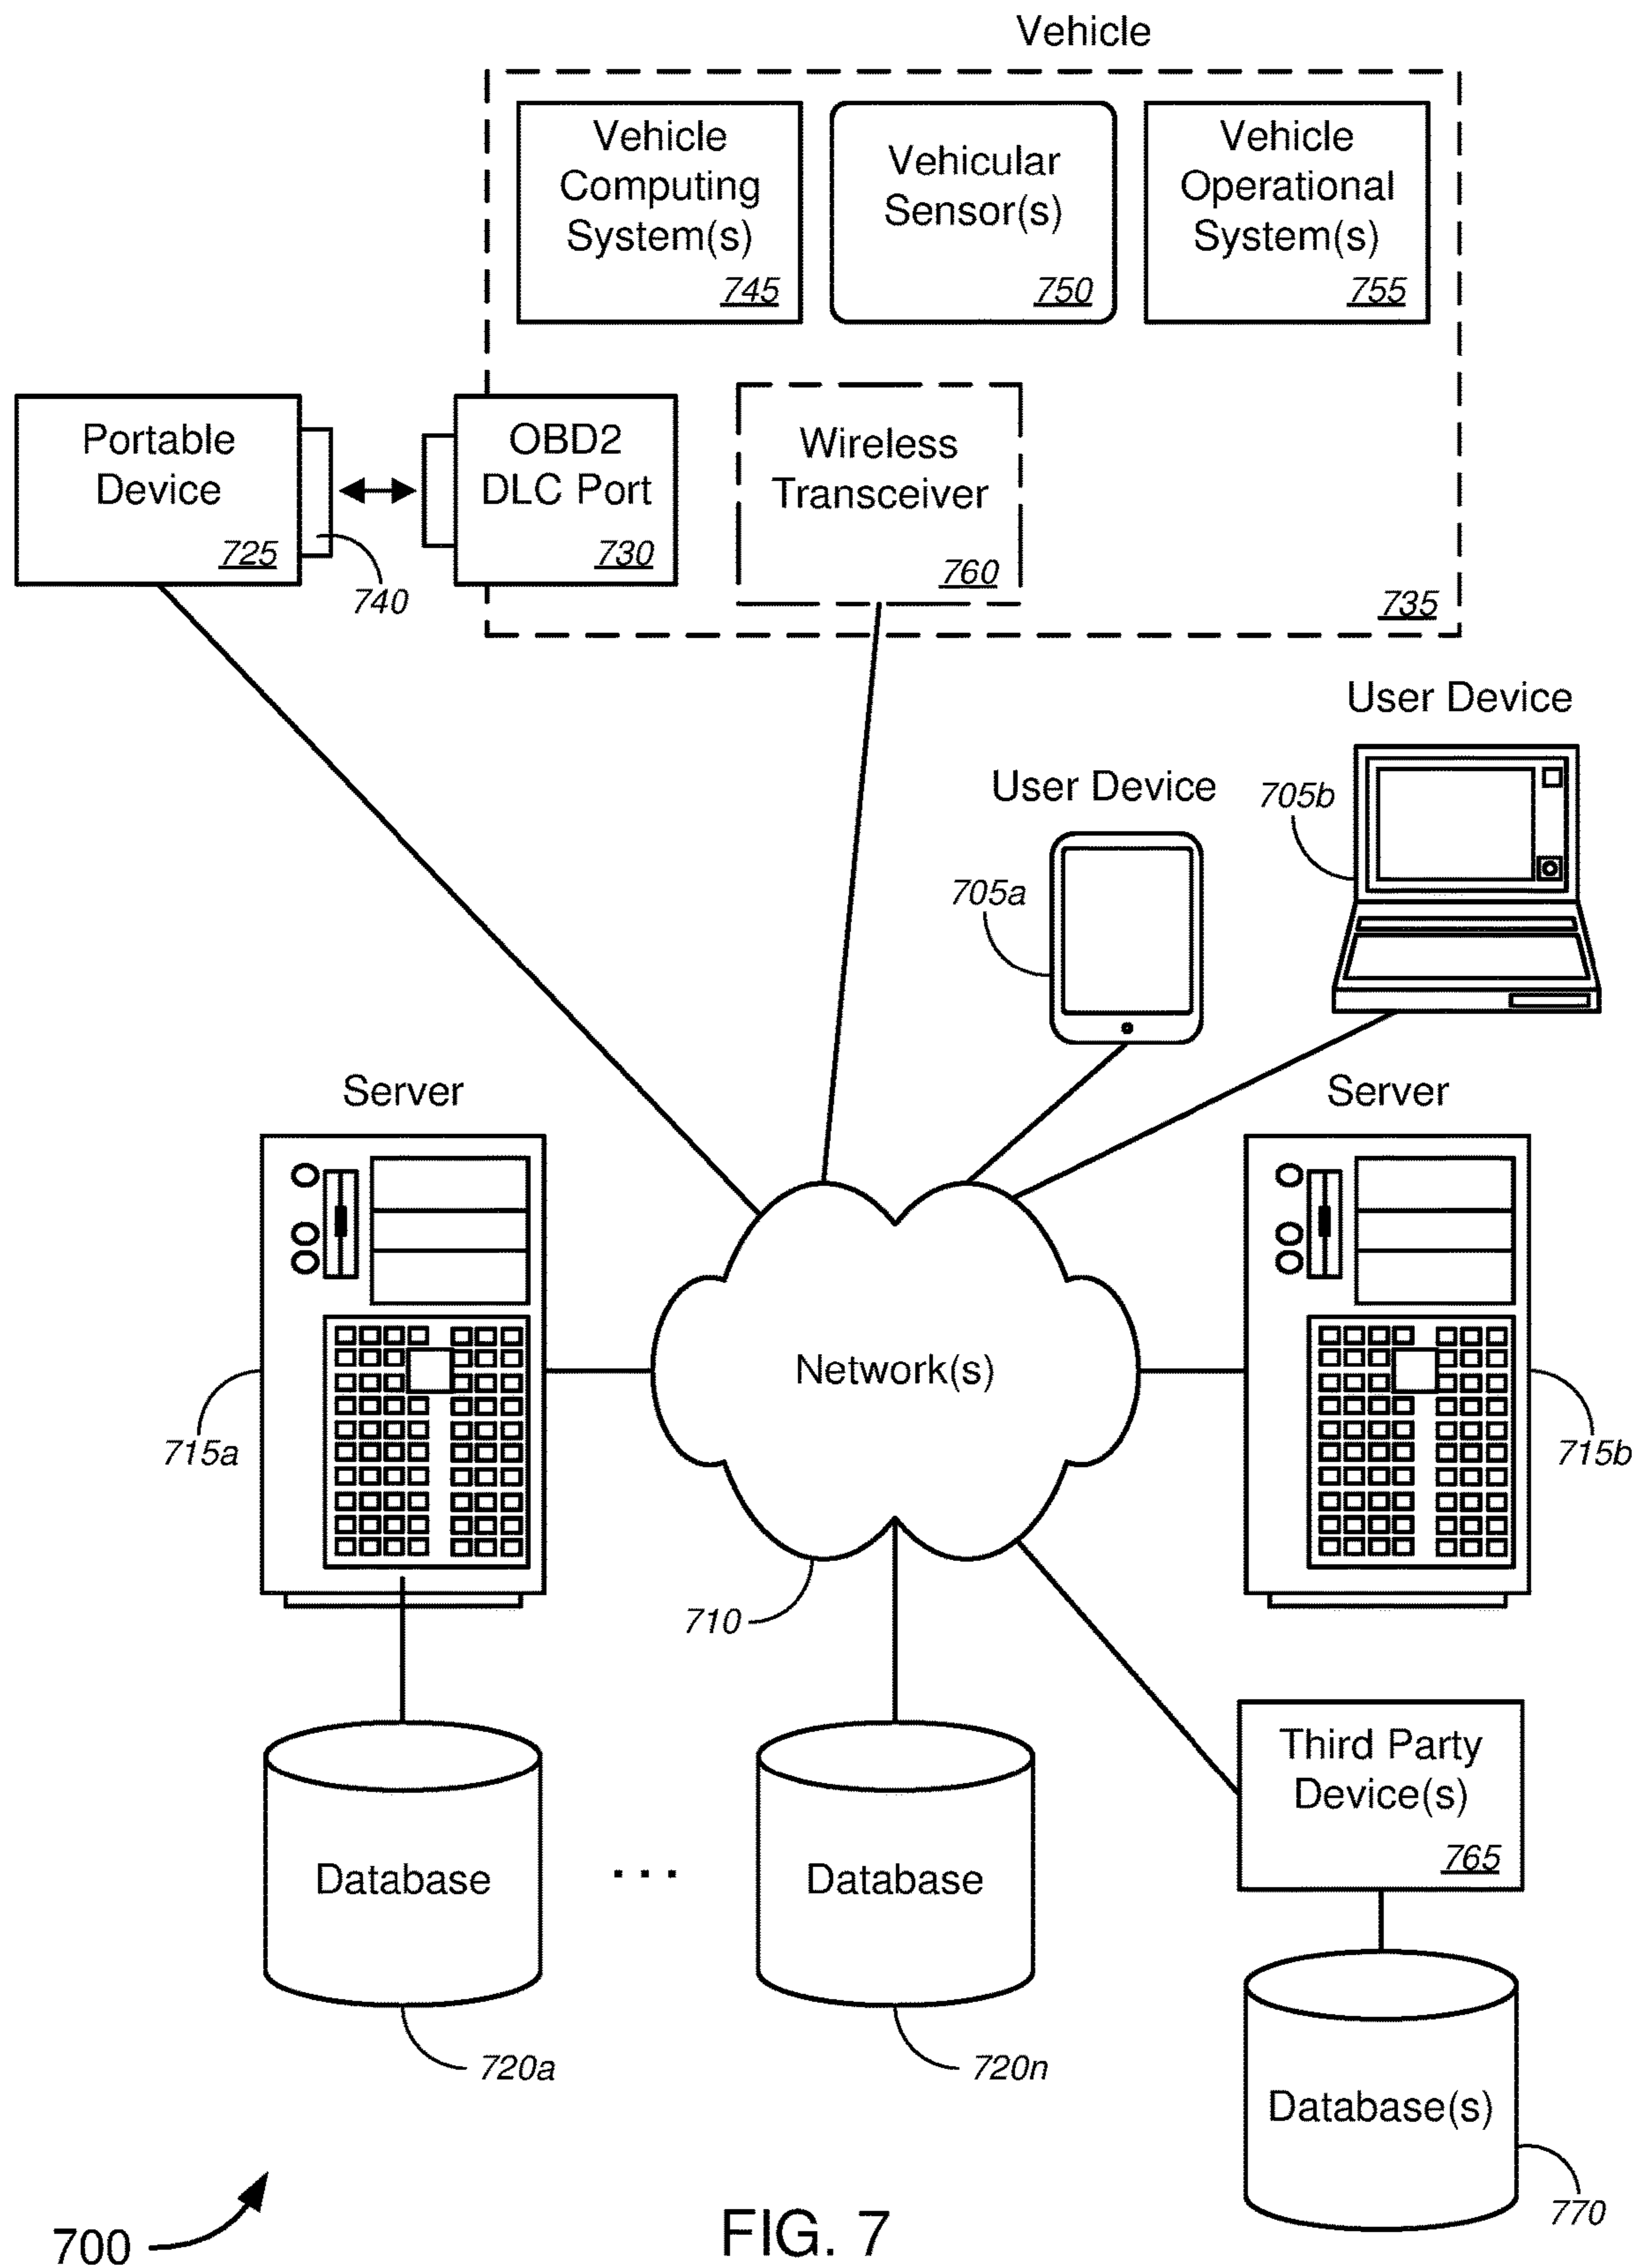 Vehicle
Vehicle
Computing
System(s)
745
Vehicular
Sensor(s)
750
Vehicle
Operational
System(s)
755
Portable
Device
725
740
OBD2
DLC Port
730
Wireless
Transceiver
760
735
User Device
705b
User Device
705a
Server
Server
715a
Network(s)
715b
710
Third Party
Device(s)
765
Database
...
Database
720a
720n
Database(s)
770
700
FIG. 7